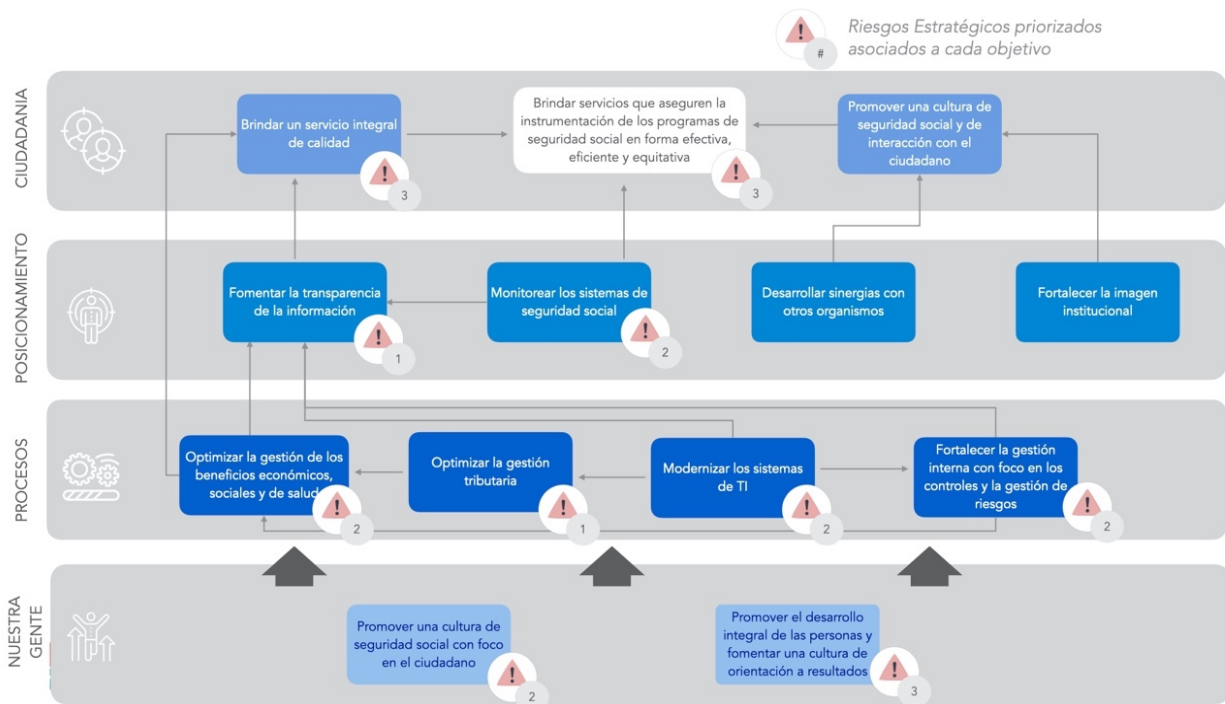 Riesgos Estratégicos priorizados
asociados a cada objetivo
#
CIUDADANIA
Brindar un servicio integral
de calidad
3
Brindar servicios que aseguren la
instrumentación de los programas de
seguridad social en forma efectiva,
eficiente y equitativa
3
Promover una cultura de
seguridad social y de
interacción con el
ciudadano
POSICIONAMIENTO
Fomentar la transparencia
de la información
1
Monitorear los sistemas de
seguridad social
2
Desarrollar sinergias con
otros organismos
Fortalecer la imagen
institucional
PROCESOS
Optimizar la gestión de los
beneficios económicos,
sociales y de salud
2
Optimizar la gestión
tributaria
1
Modernizar los sistemas
de TI
2
Fortalecer la gestión
interna con foco en los
controles y la gestión de
riesgos
2
NUESTRA
GENTE
Promover una cultura de
seguridad social con foco
en el ciudadano
2
Promover el desarrollo
integral de las personas y
fomentar una cultura de
orientación a resultados
3